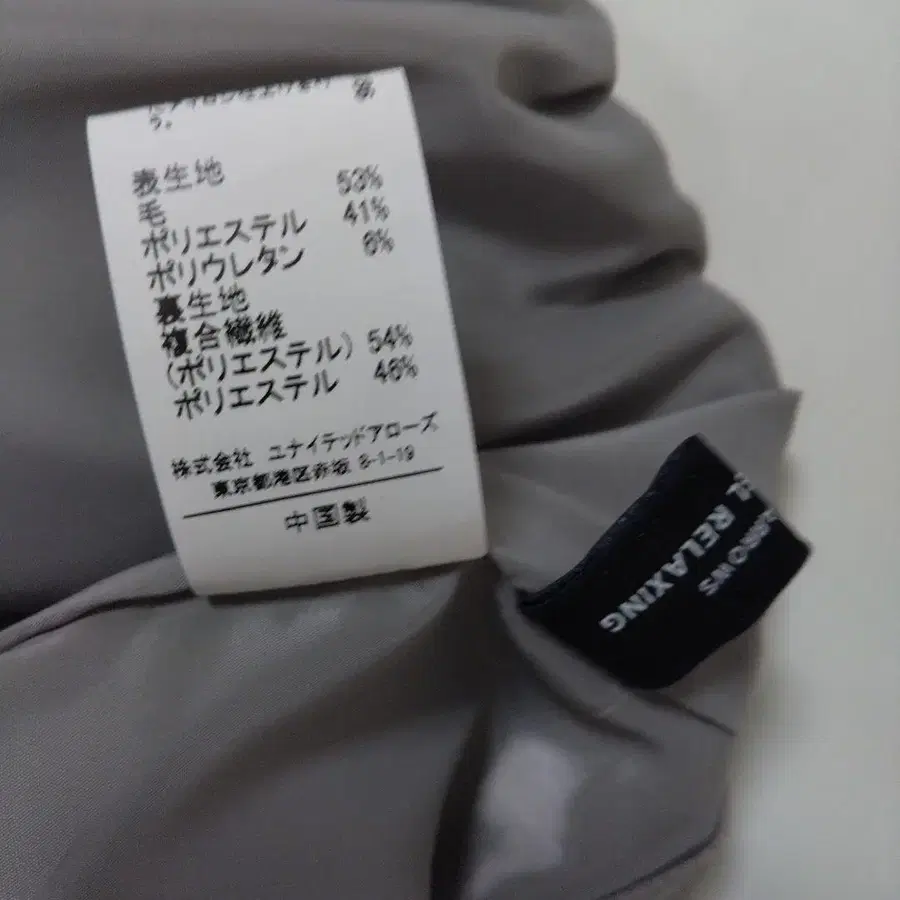 う。
表生地
毛 53%
ポリエステル 41%
ポリウレタン 6%
裏生地
複合繊維
(ポリエステル) 54%
ポリエステル 46%
株式会社 ユナイテッドアローズ
東京都港区赤坂 8-1-19
中国製
RELAXING